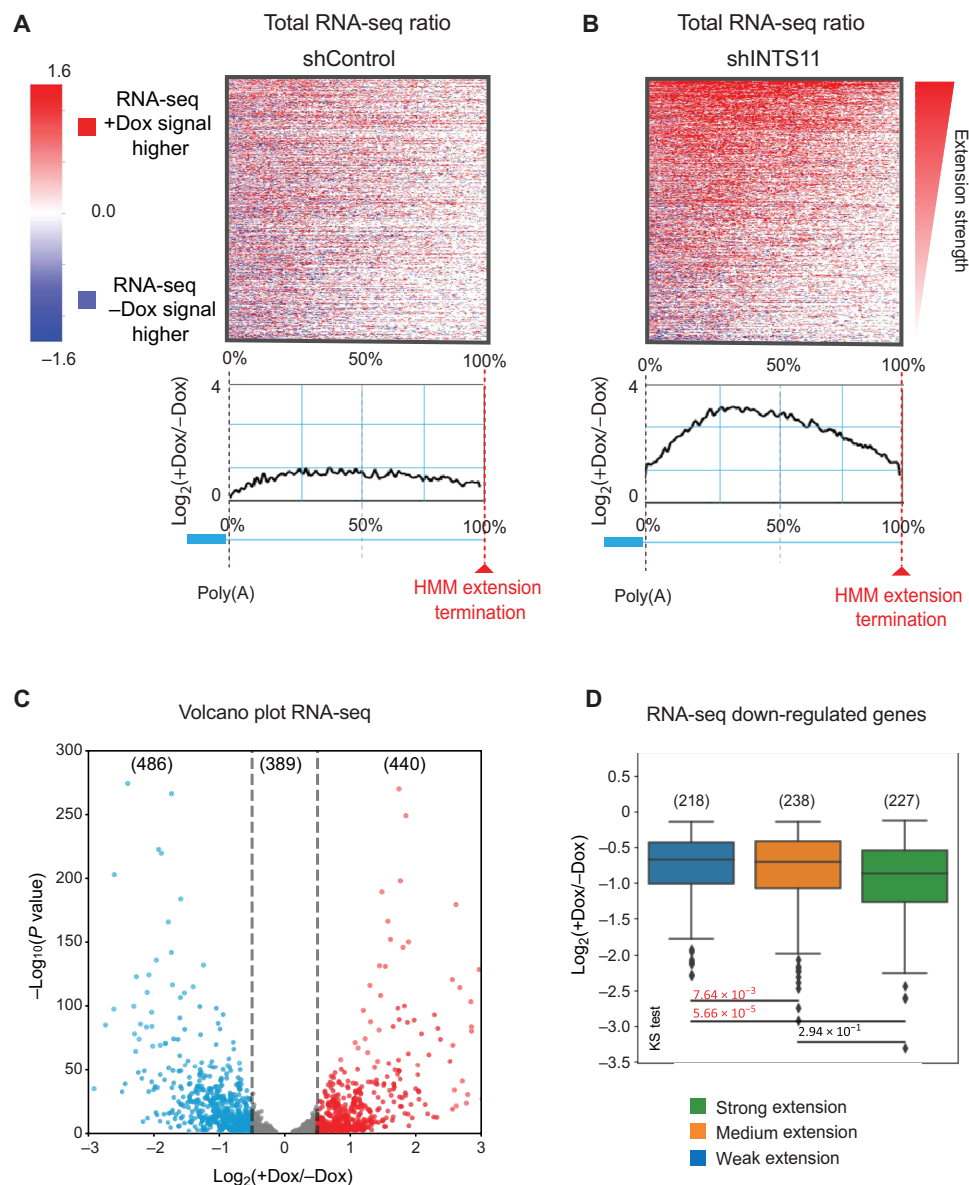 A
Total RNA-seq ratio
shControl
1.6
RNA-seq
+Dox signal
higher
0.0
RNA-seq
–Dox signal
higher
–1.6
0%
50%
100%
Log2(+Dox/–Dox)
4
0
0%
50%
100%
Poly(A)
HMM extension
termination
B
Total RNA-seq ratio
shINTS11
Extension strength
0%
50%
100%
Log2(+Dox/–Dox)
4
0
0%
50%
100%
Poly(A)
HMM extension
termination
C
Volcano plot RNA-seq
–Log10(P value)
300
250
200
150
100
50
0
(486)
(389)
(440)
–3
–2
–1
0
1
2
3
Log2(+Dox/–Dox)
D
RNA-seq down-regulated genes
Log2(+Dox/–Dox)
0.5
0
–0.5
–1.0
–1.5
–2.0
–2.5
–3.0
–3.5
(218)
(238)
(227)
KS test
7.64 × 10–3
5.66 × 10–5
2.94 × 10–1
Strong extension
Medium extension
Weak extension